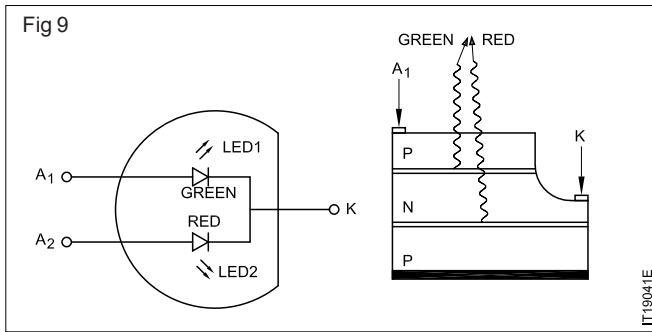 Fig 9
GREEN RED
A1
K
LED1
A1
GREEN
K
RED
A2
LED2
P
N
P
IT19041E